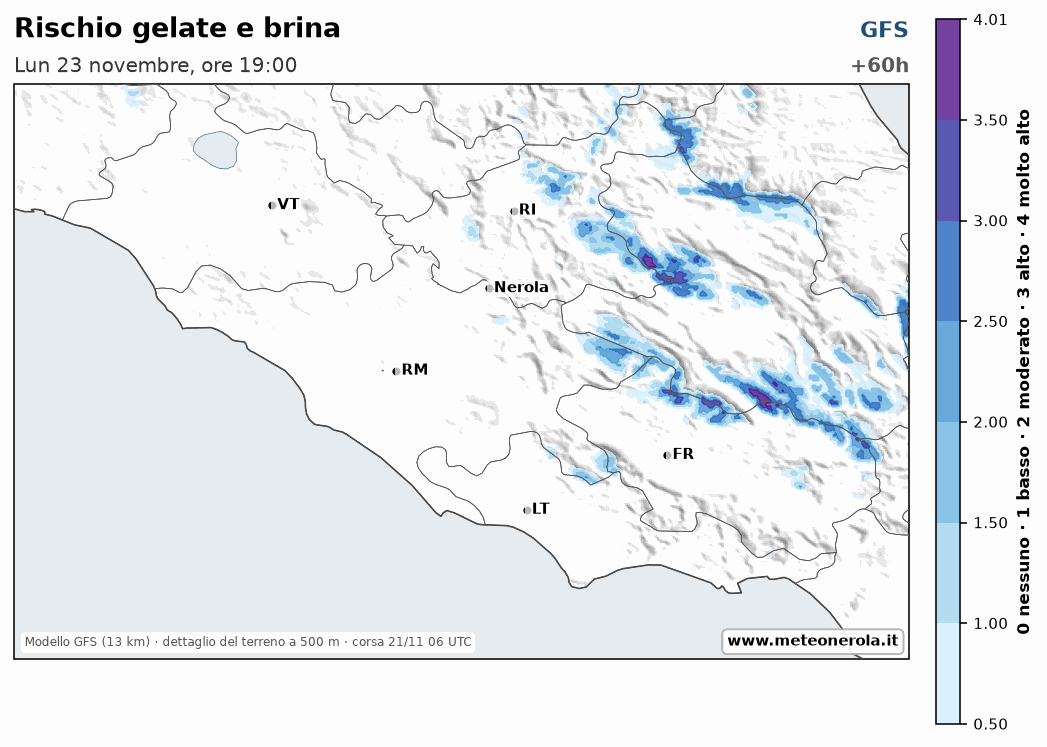 Rischio gelate e brina
GFS
Lun 23 novembre, ore 19:00
+60h
VT
RI
Nerola
RM
FR
LT
Modello GFS (13 km) · dettaglio del terreno a 500 m · corsa 21/11 06 UTC
www.meteonerola.it
4.01
3.50
3.00
2.50
2.00
1.50
1.00
0.50
0 nessuno · 1 basso · 2 moderato · 3 alto · 4 molto alto